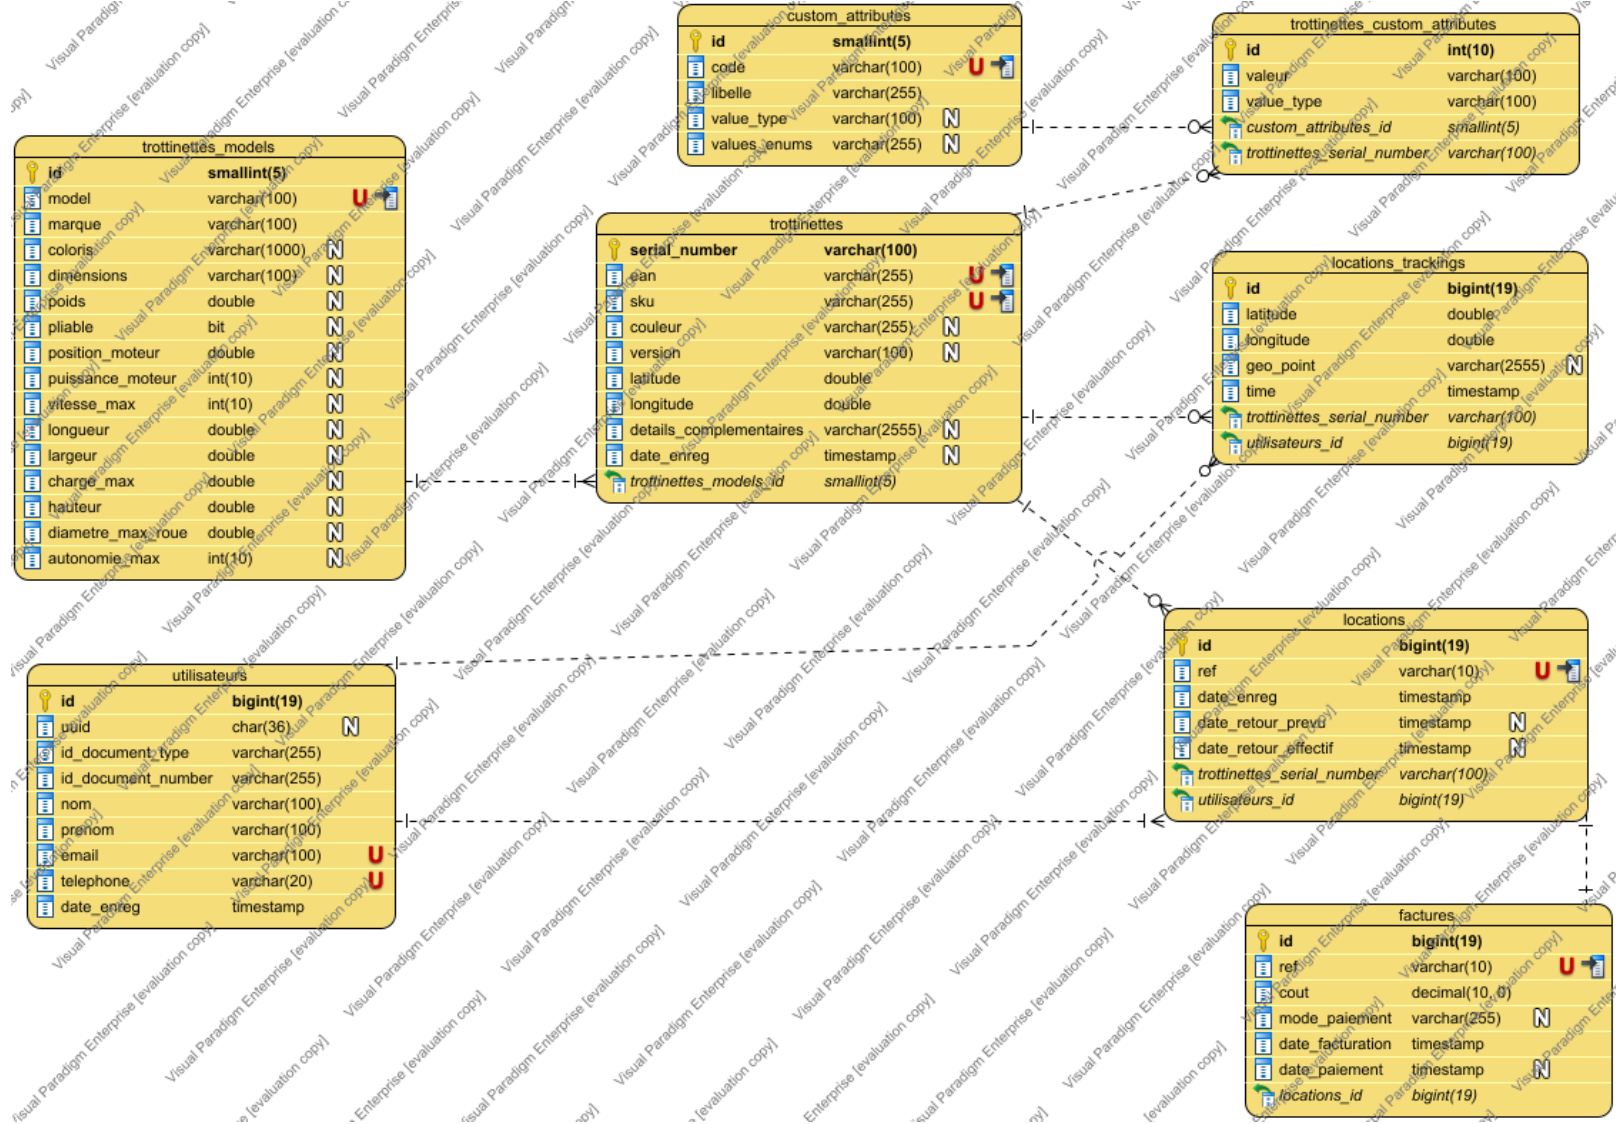 custom_attributes
id smallint(5)
code varchar(100) U
libelle varchar(255)
value_type varchar(100) N
values_enums varchar(255) N
trottinettes_custom_attributes
id int(10)
valeur varchar(100)
value_type varchar(100)
custom_attributes_id smallint(5)
trottinettes_serial_number varchar(100)
trottinettes_models
id smallint(5)
model varchar(100) U
marque varchar(100)
coloris varchar(1000) N
dimensions varchar(100) N
poids double N
pliable bit N
position_moteur double N
puissance_moteur int(10) N
vitesse_max int(10) N
longueur double N
largeur double N
charge_max double N
hauteur double N
diametre_max_roue double N
autonomie_max int(10) N
trottinettes
serial_number varchar(100)
ean varchar(255) U
sku varchar(255) U
couleur varchar(255) N
version varchar(100) N
latitude double
longitude double
details_complementaires varchar(2555) N
date_enreg timestamp N
trottinettes_models_id smallint(5)
locations_trackings
id bigint(19)
latitude double
longitude double
geo_point varchar(2555) N
time timestamp
trottinettes_serial_number varchar(100)
utilisateurs_id bigint(19)
utilisateurs
id bigint(19)
uuid char(36) N
id_document_type varchar(255)
id_document_number varchar(255)
nom varchar(100)
prenom varchar(100)
email varchar(100) U
telephone varchar(20) U
date_enreg timestamp
locations
id bigint(19)
ref varchar(10) U
date_enreg timestamp
date_retour_prevu timestamp N
date_retour_effectif timestamp N
trottinettes_serial_number varchar(100)
utilisateurs_id bigint(19)
factures
id bigint(19)
ref varchar(10) U
cout decimal(10, 0)
mode_paiement varchar(255) N
date_facturation timestamp
date_paiement timestamp N
locations_id bigint(19)
Visual Paradigm Enterprise [evaluation copy]